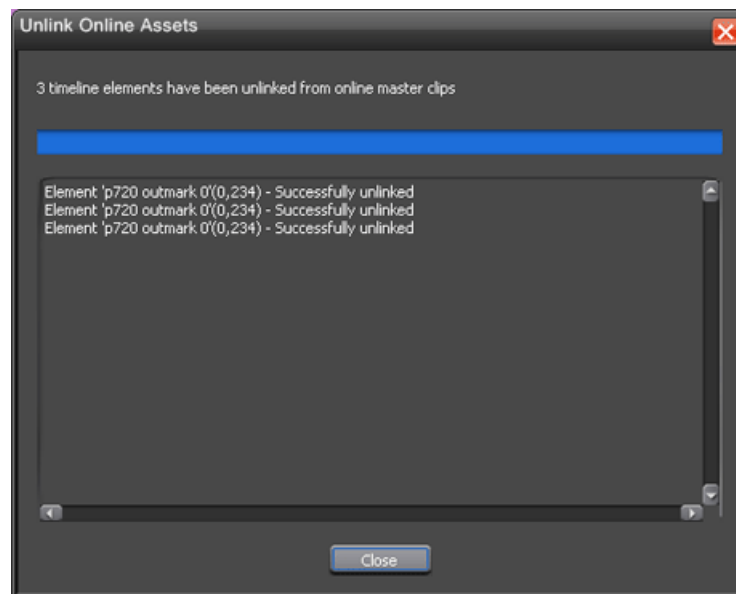 Unlink Online Assets
3 timeline elements have been unlinked from online master clips
Element 'p720 outmark 0'(0,234) - Successfully unlinked
Element 'p720 outmark 0'(0,234) - Successfully unlinked
Element 'p720 outmark 0'(0,234) - Successfully unlinked
Close